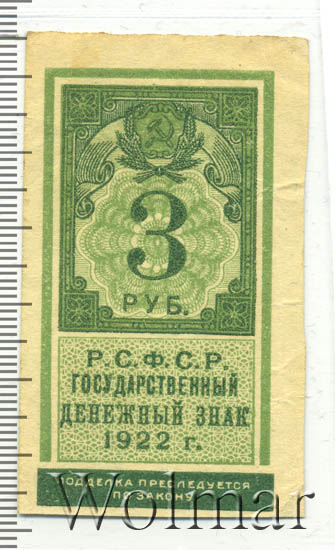 3
РУБ.
Р.С.Ф.С.Р.
ГОСУДАРСТВЕННЫЙ
ДЕНЕЖНЫЙ ЗНАК
1922 г.
ПОДДЕЛКА ПРЕСЛЕДУЕТСЯ
ПО ЗАКОНУ
Wolmar